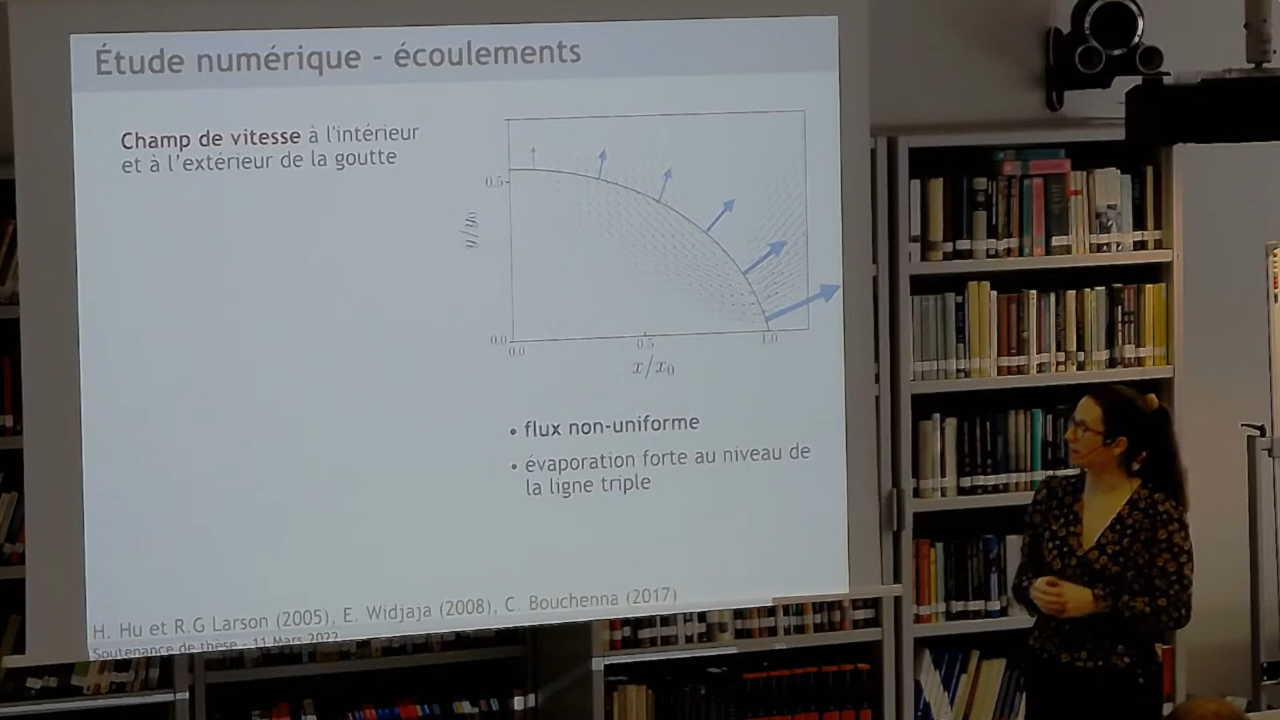 Étude numérique - écoulements
Champ de vitesse à l'intérieur
et à l'extérieur de la goutte
0.5
y/y₀
0.0
0.0
0.5
1.0
x/x₀
• flux non-uniforme
• évaporation forte au niveau de
la ligne triple
H. Hu et R.G Larson (2005), E. Widjaja (2008), C. Bouchenna (2017)
Soutenance de thèse - 11 Mars 2022